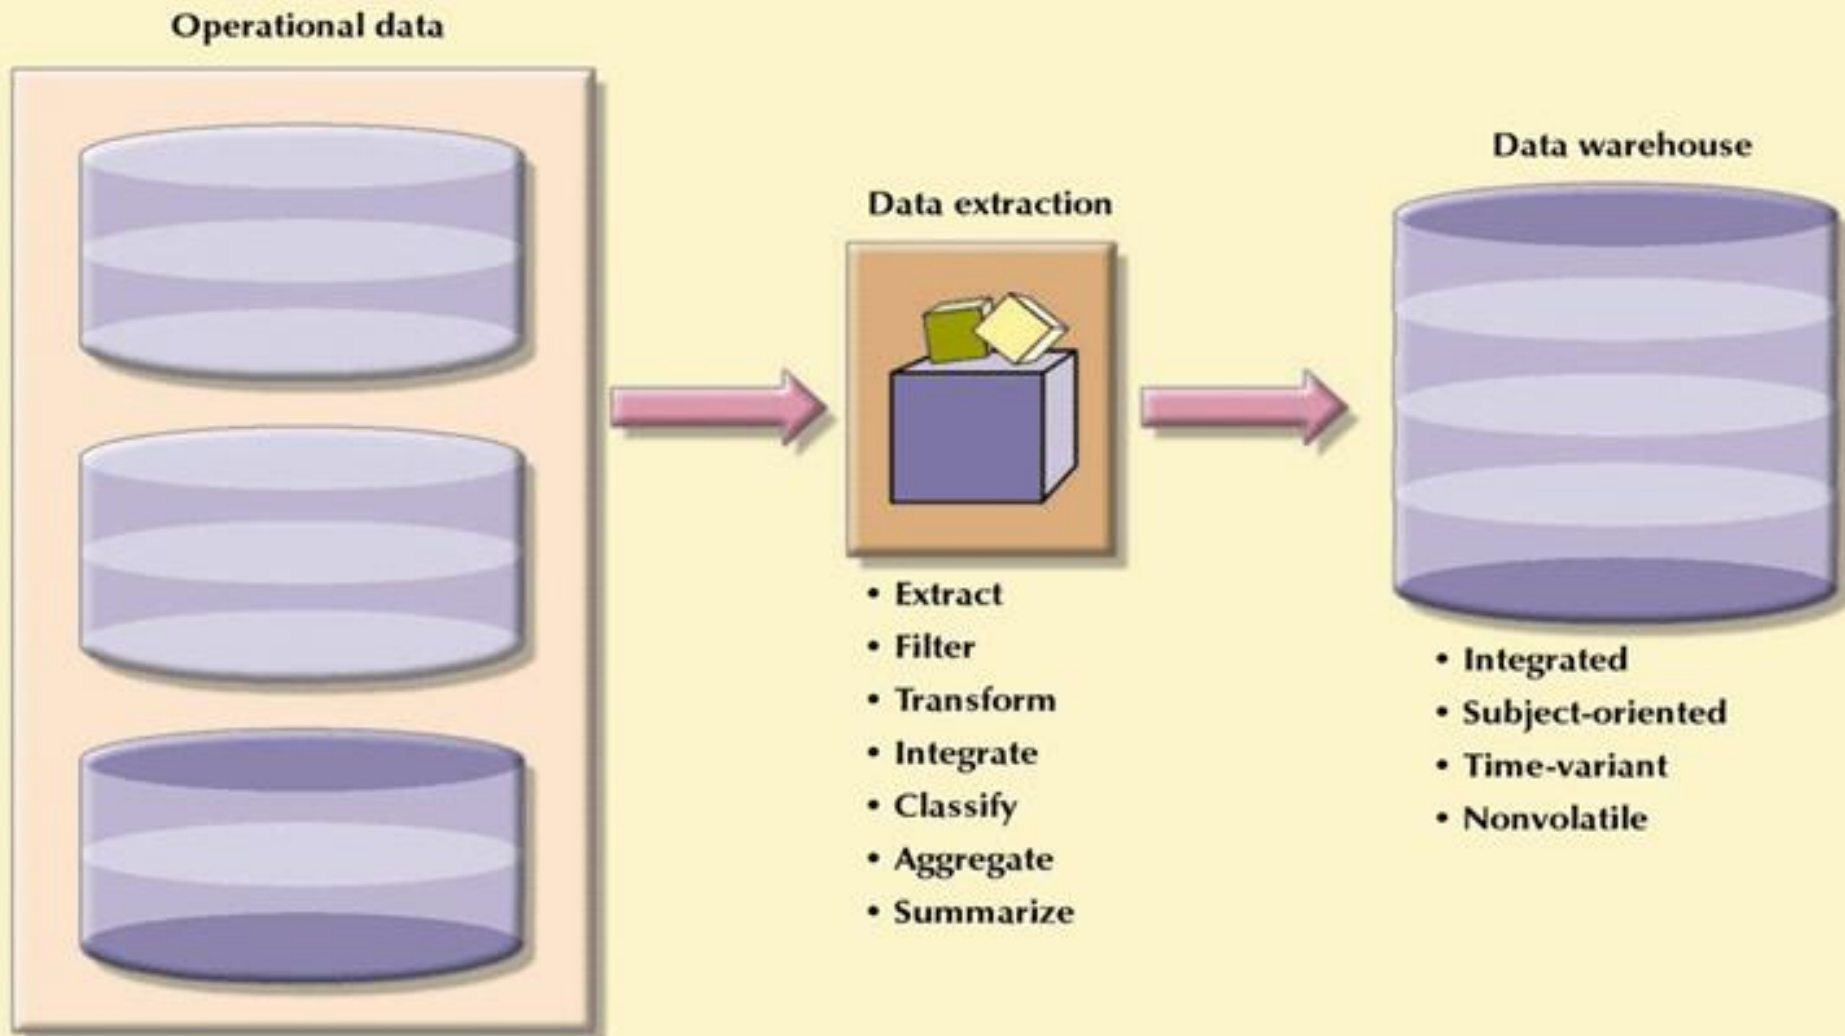 Operational data
Data extraction
• Extract
• Filter
• Transform
• Integrate
• Classify
• Aggregate
• Summarize
Data warehouse
• Integrated
• Subject-oriented
• Time-variant
• Nonvolatile